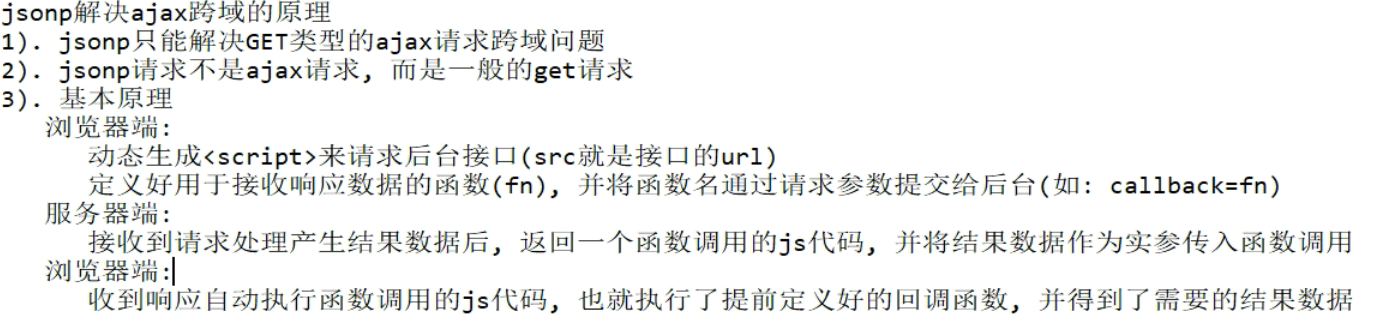 jsonp解决ajax跨域的原理
1). jsonp只能解决GET类型的ajax请求跨域问题
2). jsonp请求不是ajax请求, 而是一般的get请求
3). 基本原理
浏览器端:
动态生成<script>来请求后台接口(src就是接口的url)
定义好用于接收响应数据的函数(fn), 并将函数名通过请求参数提交给后台(如: callback=fn)
服务器端:
接收到请求处理产生结果数据后, 返回一个函数调用的js代码, 并将结果数据作为实参传入函数调用
浏览器端:
收到响应自动执行函数调用的js代码, 也就执行了提前定义好的回调函数, 并得到了需要的结果数据